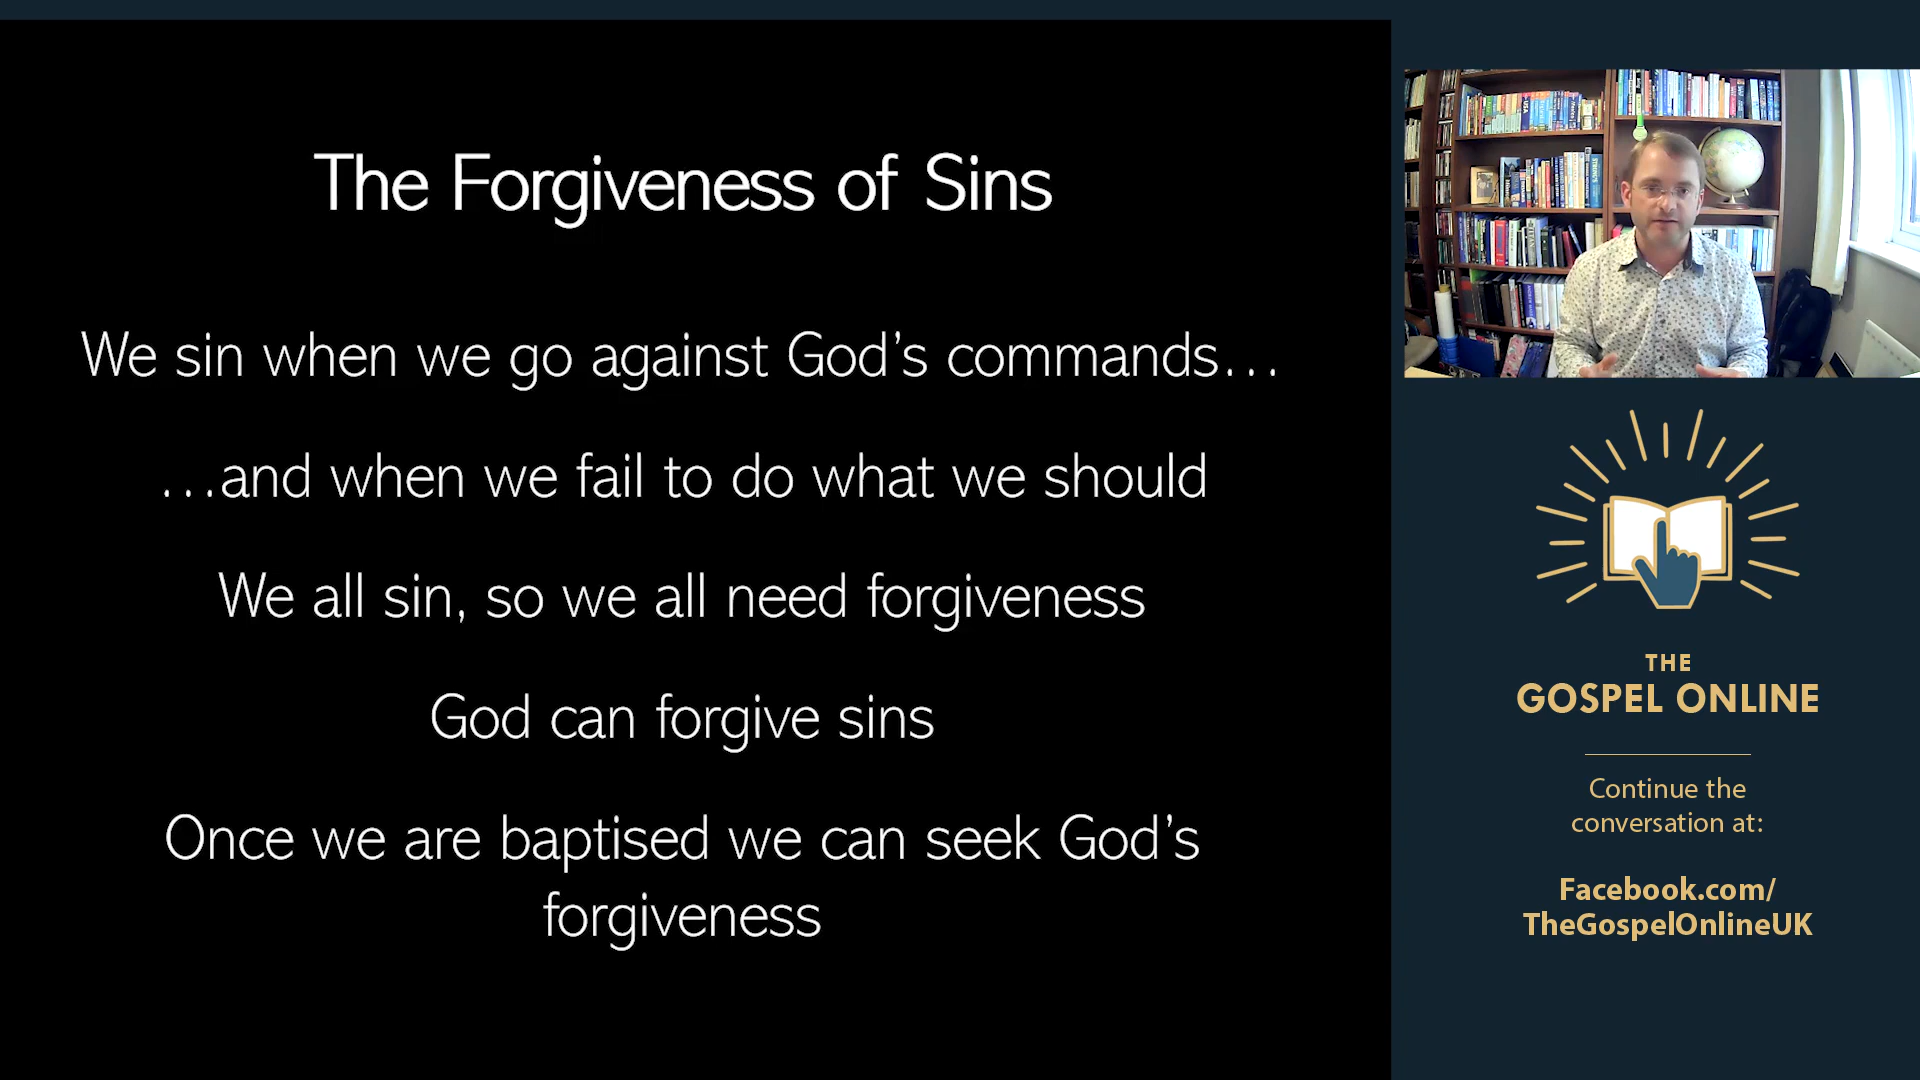 The Forgiveness of Sins
We sin when we go against God’s commands…
…and when we fail to do what we should
We all sin, so we all need forgiveness
God can forgive sins
Once we are baptised we can seek God’s
forgiveness
THE
GOSPEL ONLINE
Continue the
conversation at:
Facebook.com/
TheGospelOnlineUK